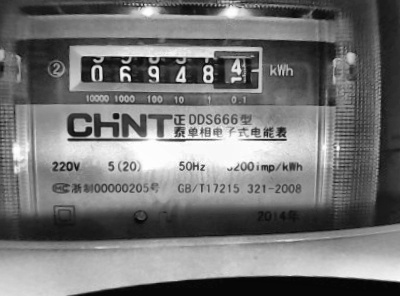 ② 06948 kWh
10000 1000 100 10 1 0.1
CHNT 正 DDS666型
泰单相电子式电能表
220V 5(20) 50Hz 3200imp/kWh
浙制00000205号 GB/T17215 321-2008
2014年